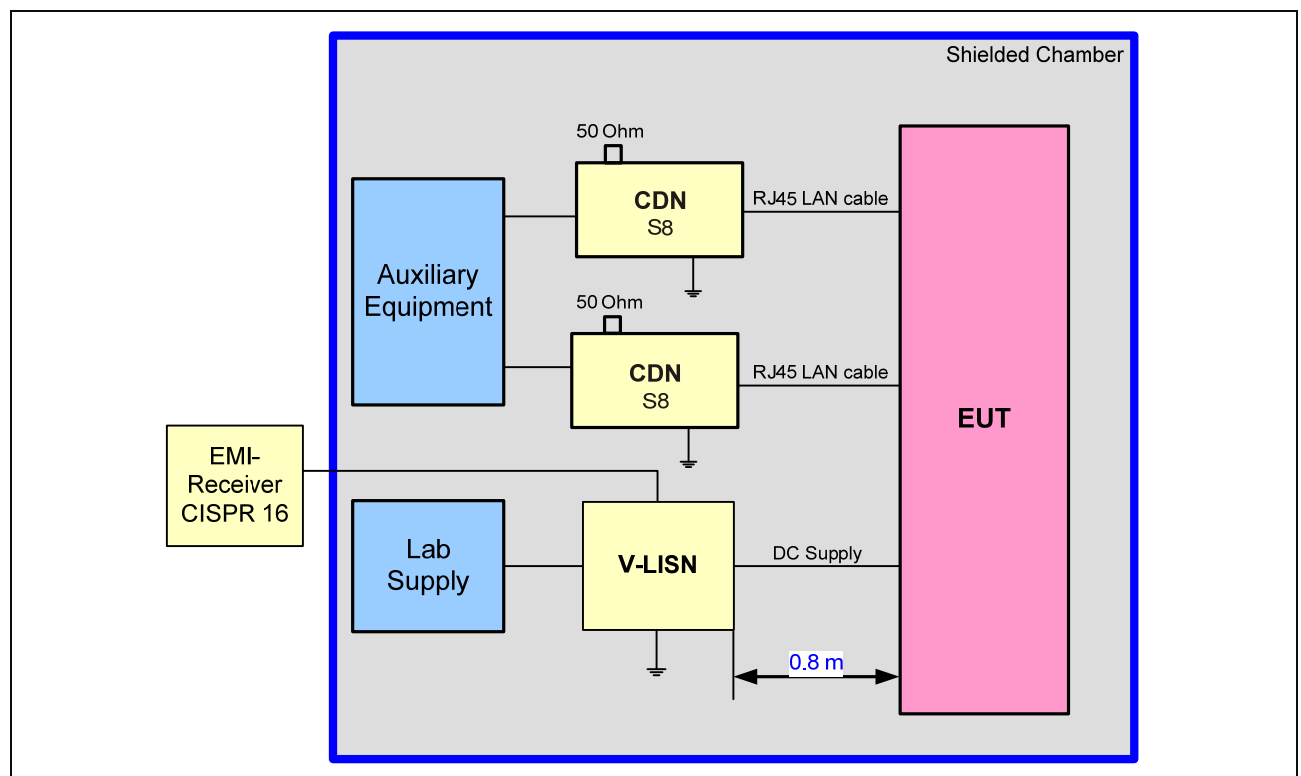 Shielded Chamber
50 Ohm
CDN
S8
RJ45 LAN cable
Auxiliary
Equipment
50 Ohm
CDN
S8
RJ45 LAN cable
EUT
EMI-
Receiver
CISPR 16
Lab
Supply
V-LISN
DC Supply
0.8 m